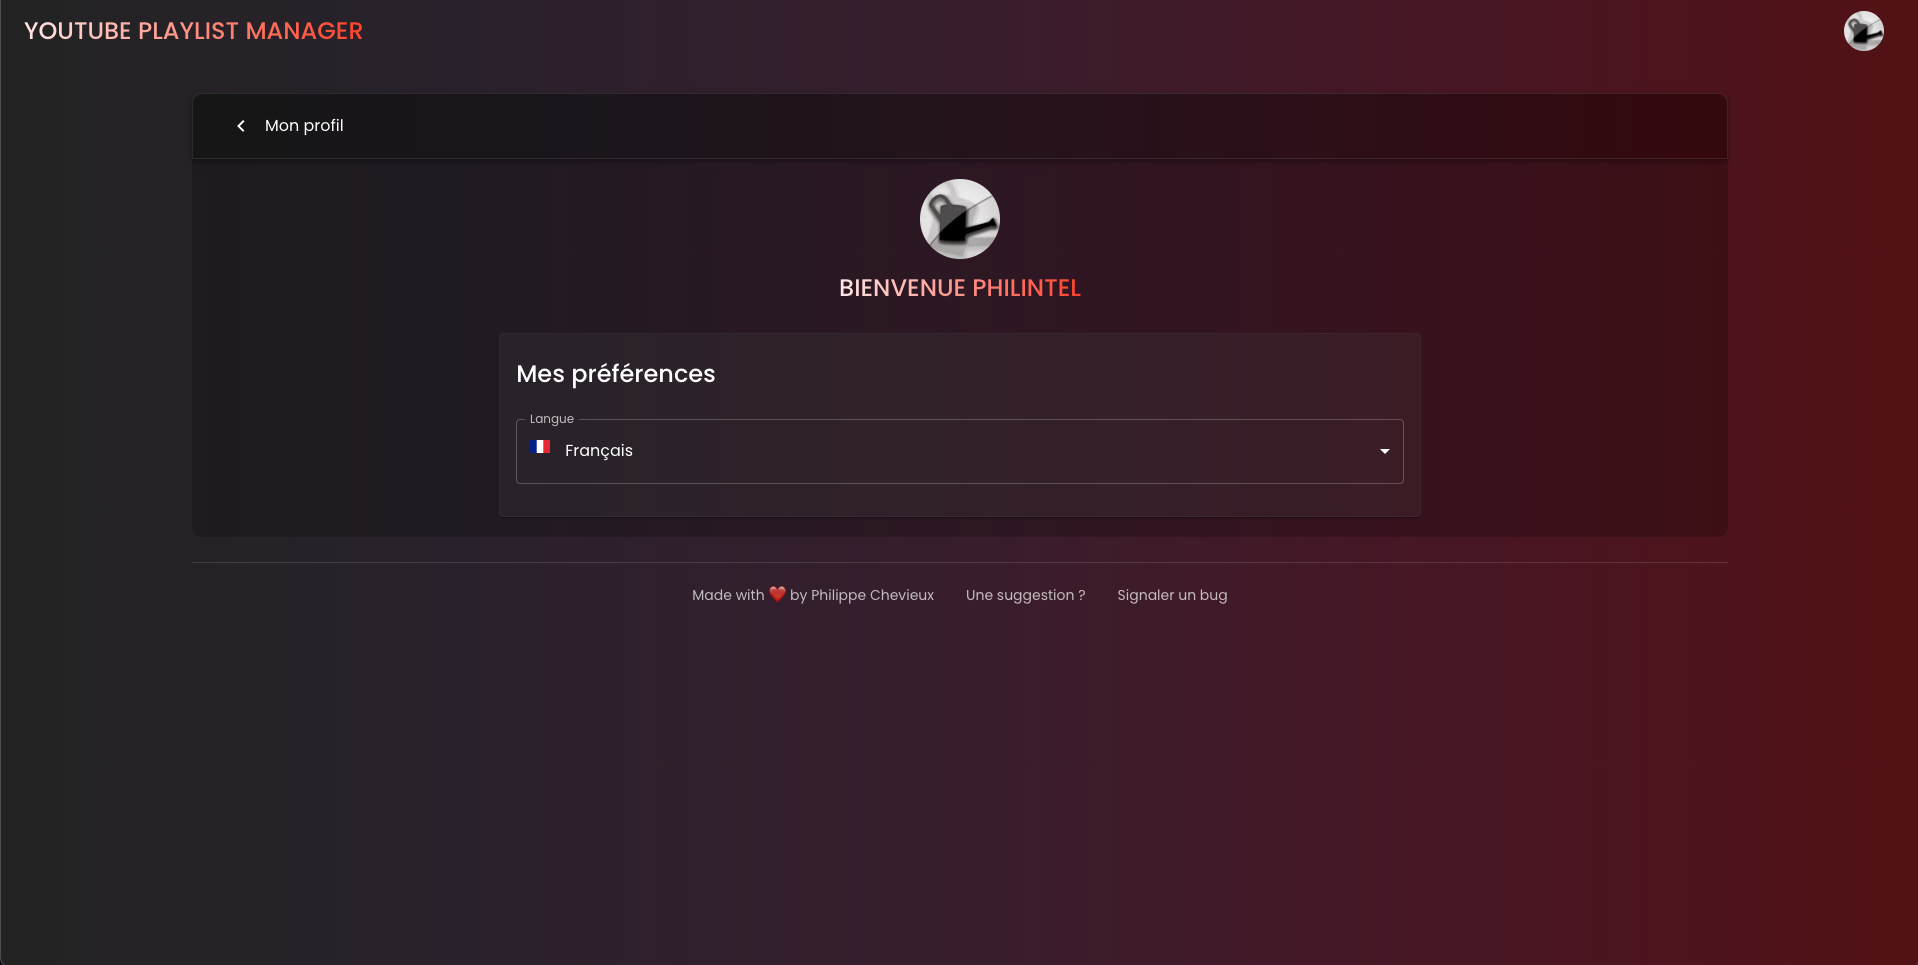 YOUTUBE PLAYLIST MANAGER
Mon profil
BIENVENUE PHILINTEL
Mes préférences
Langue
Français
Made with ❤️ by Philippe Chevieux Une suggestion ? Signaler un bug